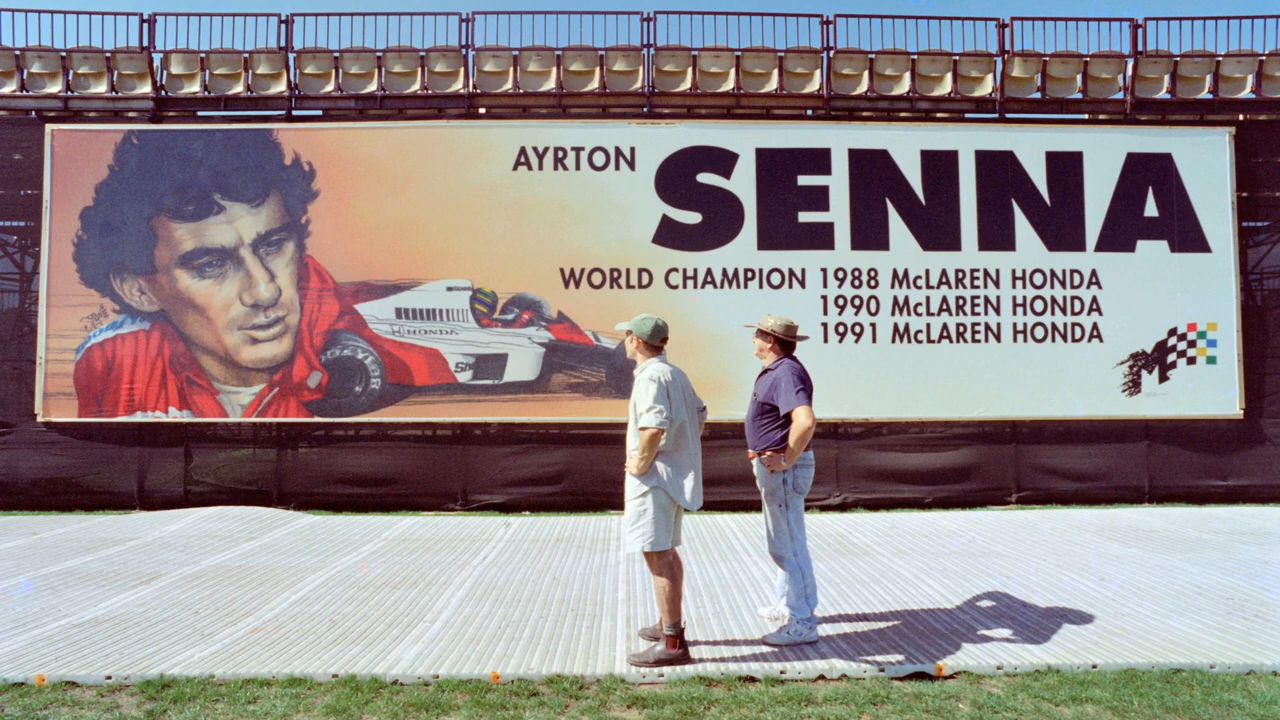 AYRTON SENNA
WORLD CHAMPION 1988 McLAREN HONDA
1990 McLAREN HONDA
1991 McLAREN HONDA
HONDA